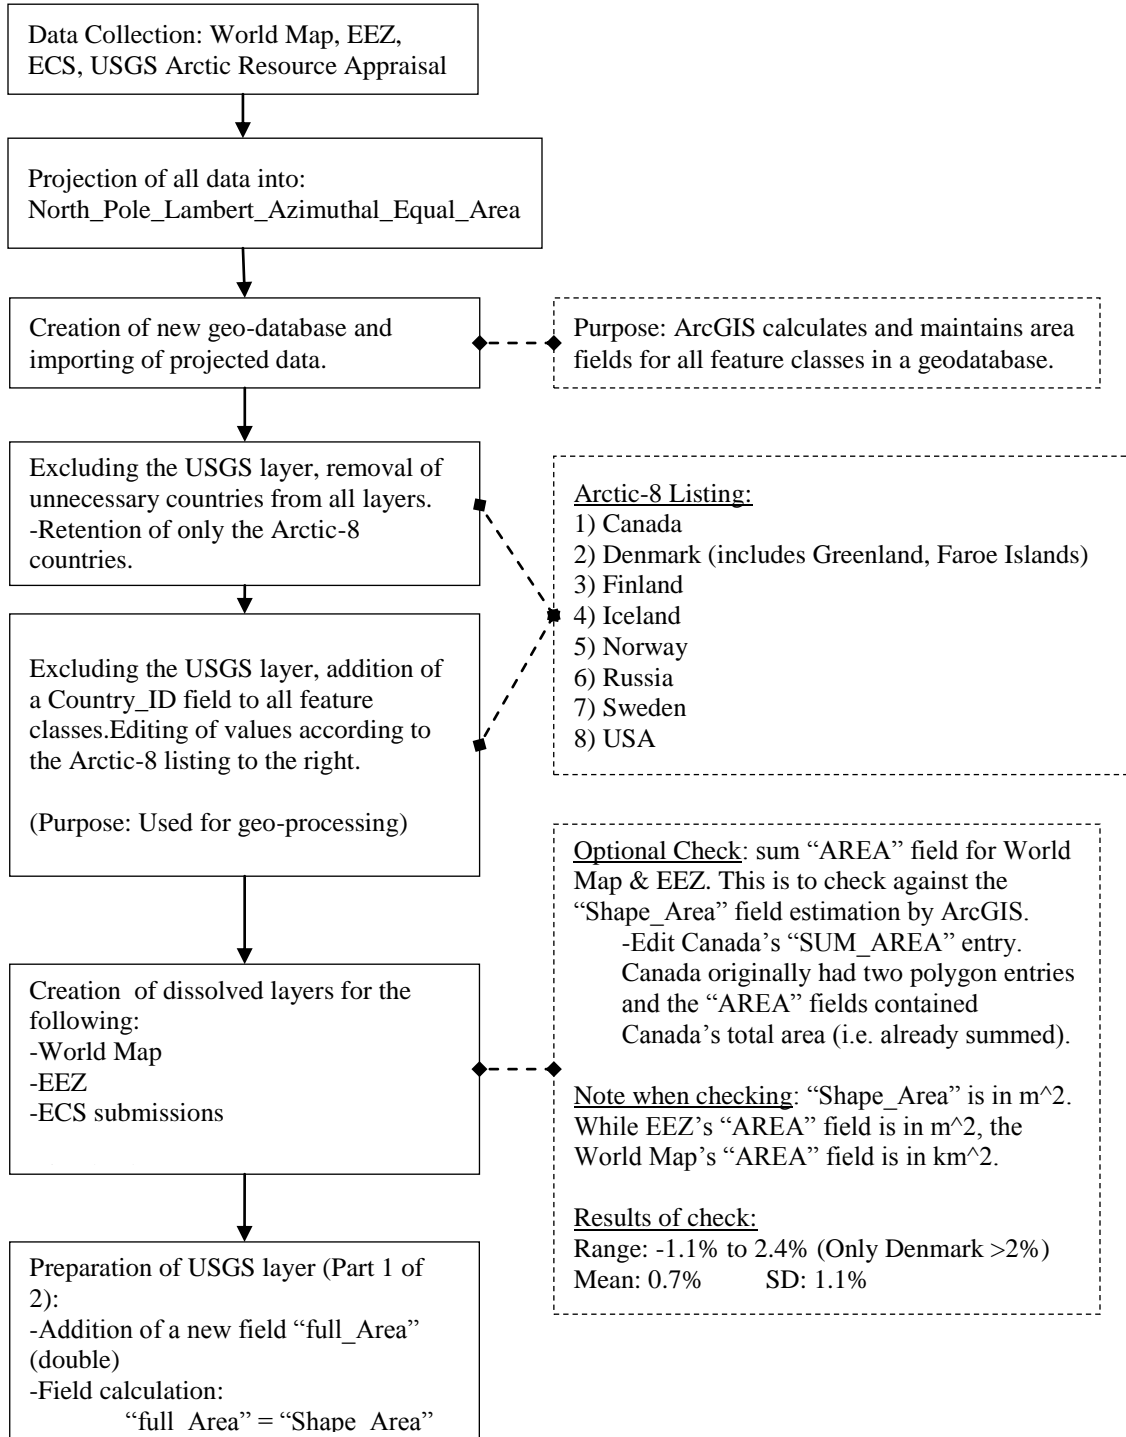 Data Collection: World Map, EEZ,
ECS, USGS Arctic Resource Appraisal
Projection of all data into:
North_Pole_Lambert_Azimuthal_Equal_Area
Creation of new geo-database and
importing of projected data.
Purpose: ArcGIS calculates and maintains area
fields for all feature classes in a geodatabase.
Excluding the USGS layer, removal of
unnecessary countries from all layers.
-Retention of only the Arctic-8
countries.
Arctic-8 Listing:
1) Canada
2) Denmark (includes Greenland, Faroe Islands)
3) Finland
4) Iceland
5) Norway
6) Russia
7) Sweden
8) USA
Excluding the USGS layer, addition of
a Country_ID field to all feature
classes.Editing of values according to
the Arctic-8 listing to the right.
(Purpose: Used for geo-processing)
Optional Check: sum “AREA” field for World
Map & EEZ. This is to check against the
“Shape_Area” field estimation by ArcGIS.
-Edit Canada’s “SUM_AREA” entry.
Canada originally had two polygon entries
and the “AREA” fields contained
Canada’s total area (i.e. already summed).
Note when checking: “Shape_Area” is in m^2.
While EEZ’s “AREA” field is in m^2, the
World Map’s “AREA” field is in km^2.
Results of check:
Range: -1.1% to 2.4% (Only Denmark >2%)
Mean: 0.7% SD: 1.1%
Creation of dissolved layers for the
following:
-World Map
-EEZ
-ECS submissions
Preparation of USGS layer (Part 1 of
2):
-Addition of a new field “full_Area”
(double)
-Field calculation:
“full_Area” = “Shape_Area”